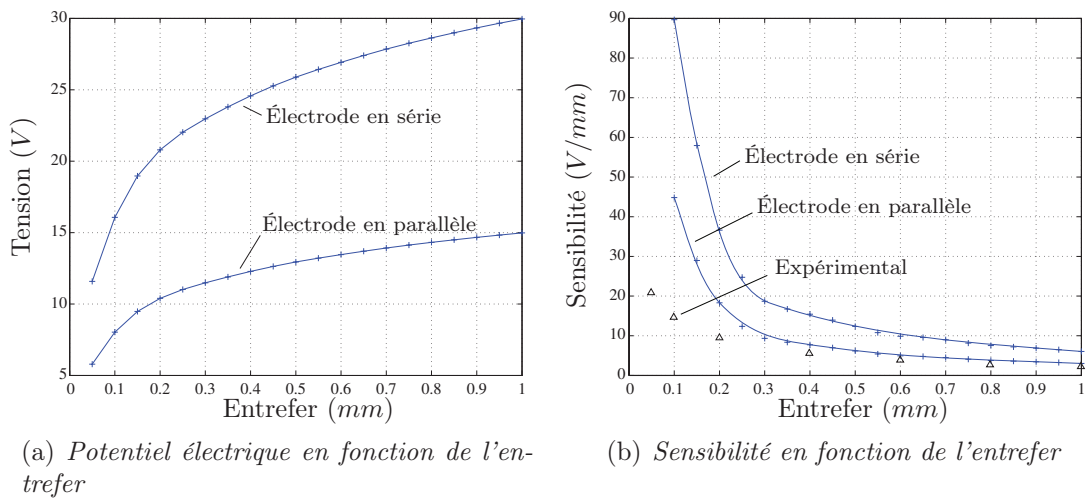 30
25
20
15
10
5
0 0.1 0.2 0.3 0.4 0.5 0.6 0.7 0.8 0.9 1
Tension (V)
Entrefer (mm)
Électrode en série
Électrode en parallèle
(a) Potentiel électrique en fonction de l'en-
trefer
90
80
70
60
50
40
30
20
10
0
0 0.1 0.2 0.3 0.4 0.5 0.6 0.7 0.8 0.9 1
Sensibilité (V/mm)
Entrefer (mm)
Électrode en série
Électrode en parallèle
Expérimental
(b) Sensibilité en fonction de l'entrefer